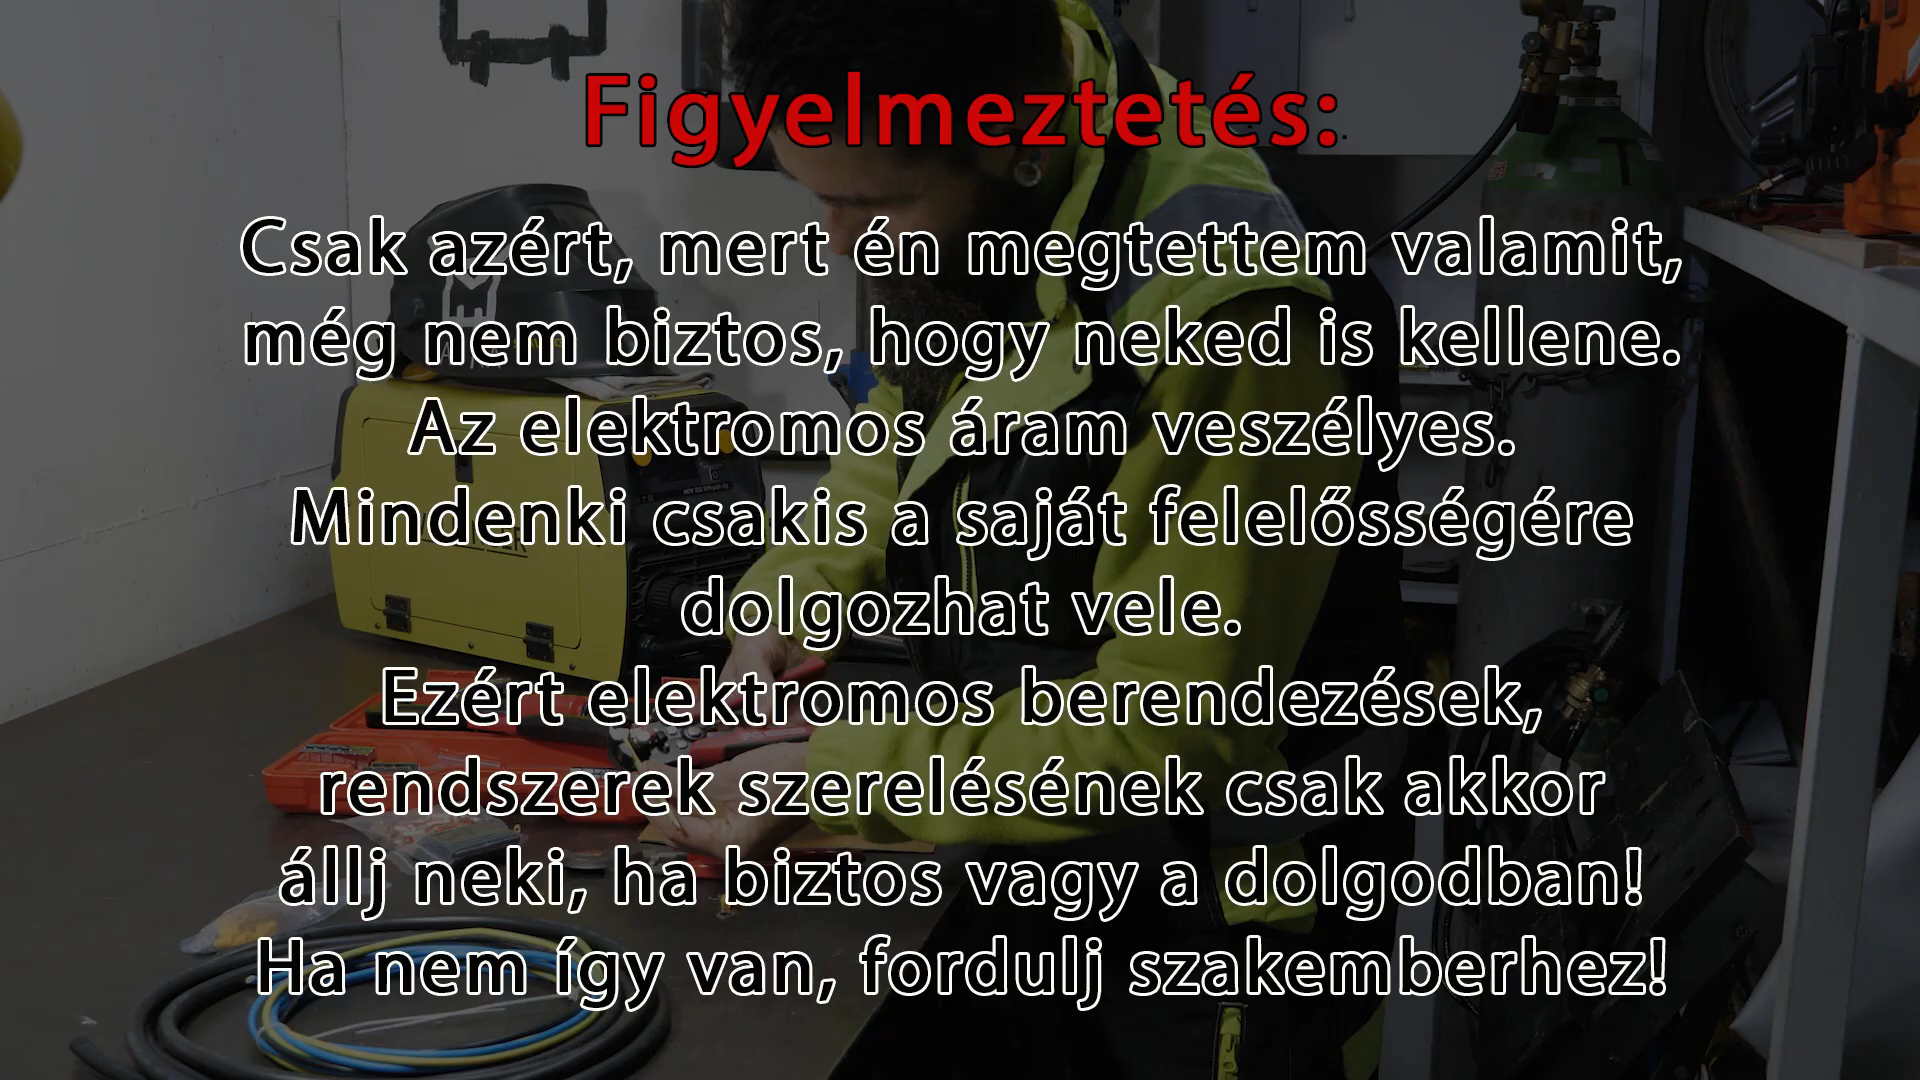 Figyelmeztetés:
Csak azért, mert én megtettem valamit,
még nem biztos, hogy neked is kellene.
Az elektromos áram veszélyes.
Mindenki csakis a saját felelősségére
dolgozhat vele.
Ezért elektromos berendezések,
rendszerek szerelésének csak akkor
állj neki, ha biztos vagy a dolgodban!
Ha nem így van, fordulj szakemberhez!